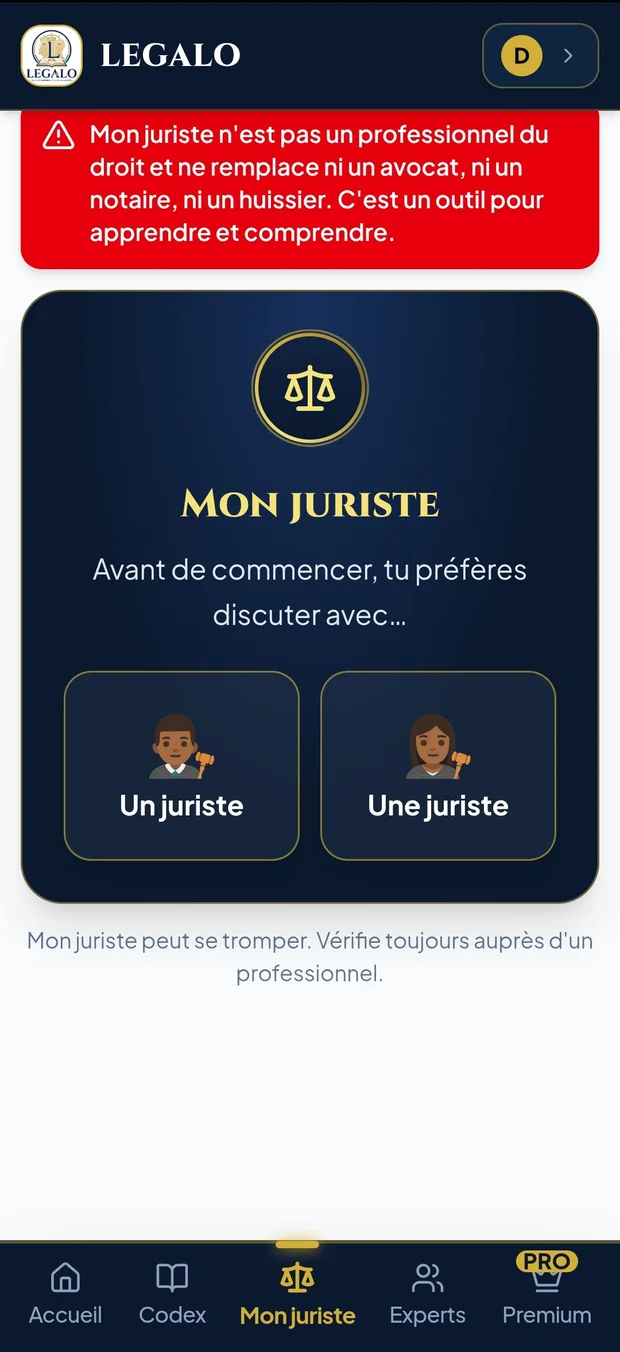 L
LEGALO
LEGALO
D
Mon juriste n'est pas un professionnel du
droit et ne remplace ni un avocat, ni un
notaire, ni un huissier. C'est un outil pour
apprendre et comprendre.
Mon juriste
Avant de commencer, tu préfères
discuter avec...
Un juriste
Une juriste
Mon juriste peut se tromper. Vérifie toujours auprès d'un
professionnel.
PRO
Accueil
Codex
Mon juriste
Experts
Premium